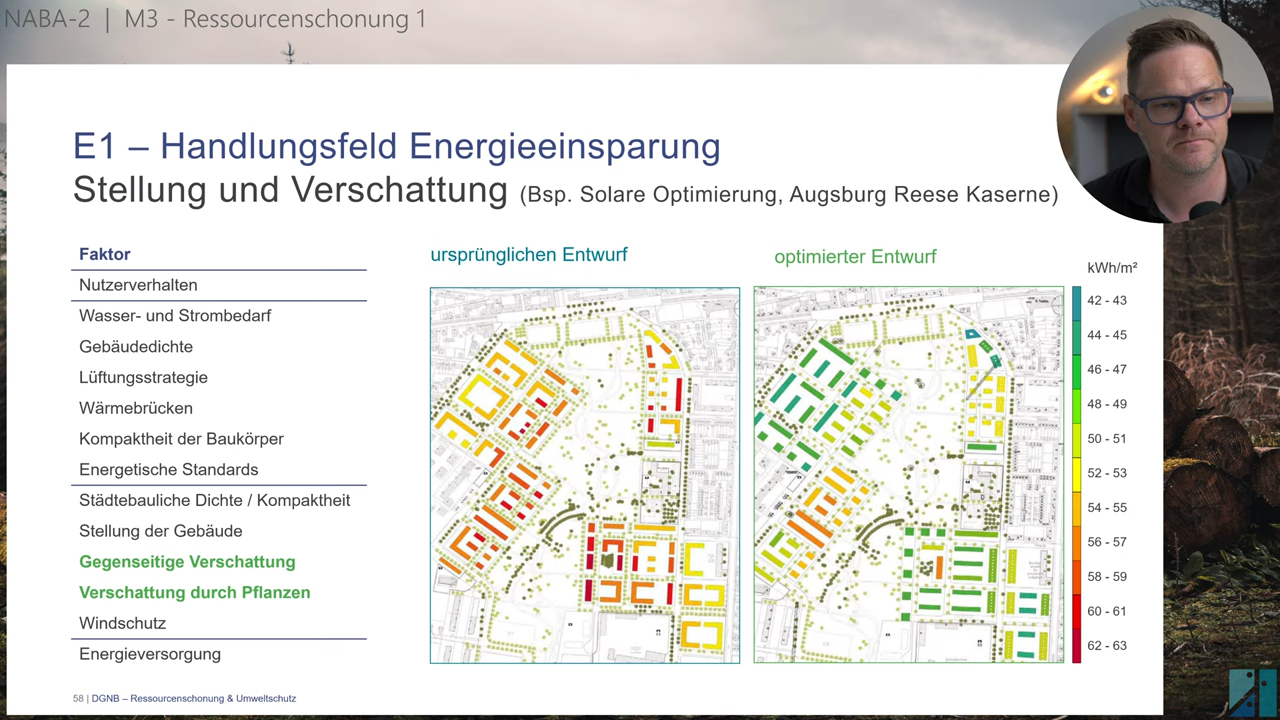 NABA-2 | M3 - Ressourcenschonung 1
E1 – Handlungsfeld Energieeinsparung
Stellung und Verschattung (Bsp. Solare Optimierung, Augsburg Reese Kaserne)
Faktor
Nutzerverhalten
Wasser- und Strombedarf
Gebäudedichte
Lüftungsstrategie
Wärmebrücken
Kompaktheit der Baukörper
Energetische Standards
Städtebauliche Dichte / Kompaktheit
Stellung der Gebäude
Gegenseitige Verschattung
Verschattung durch Pflanzen
Windschutz
Energieversorgung
ursprünglichen Entwurf
optimierter Entwurf
kWh/m²
42 - 43
44 - 45
46 - 47
48 - 49
50 - 51
52 - 53
54 - 55
56 - 57
58 - 59
60 - 61
62 - 63
58 | DGNB – Ressourcenschonung & Umweltschutz